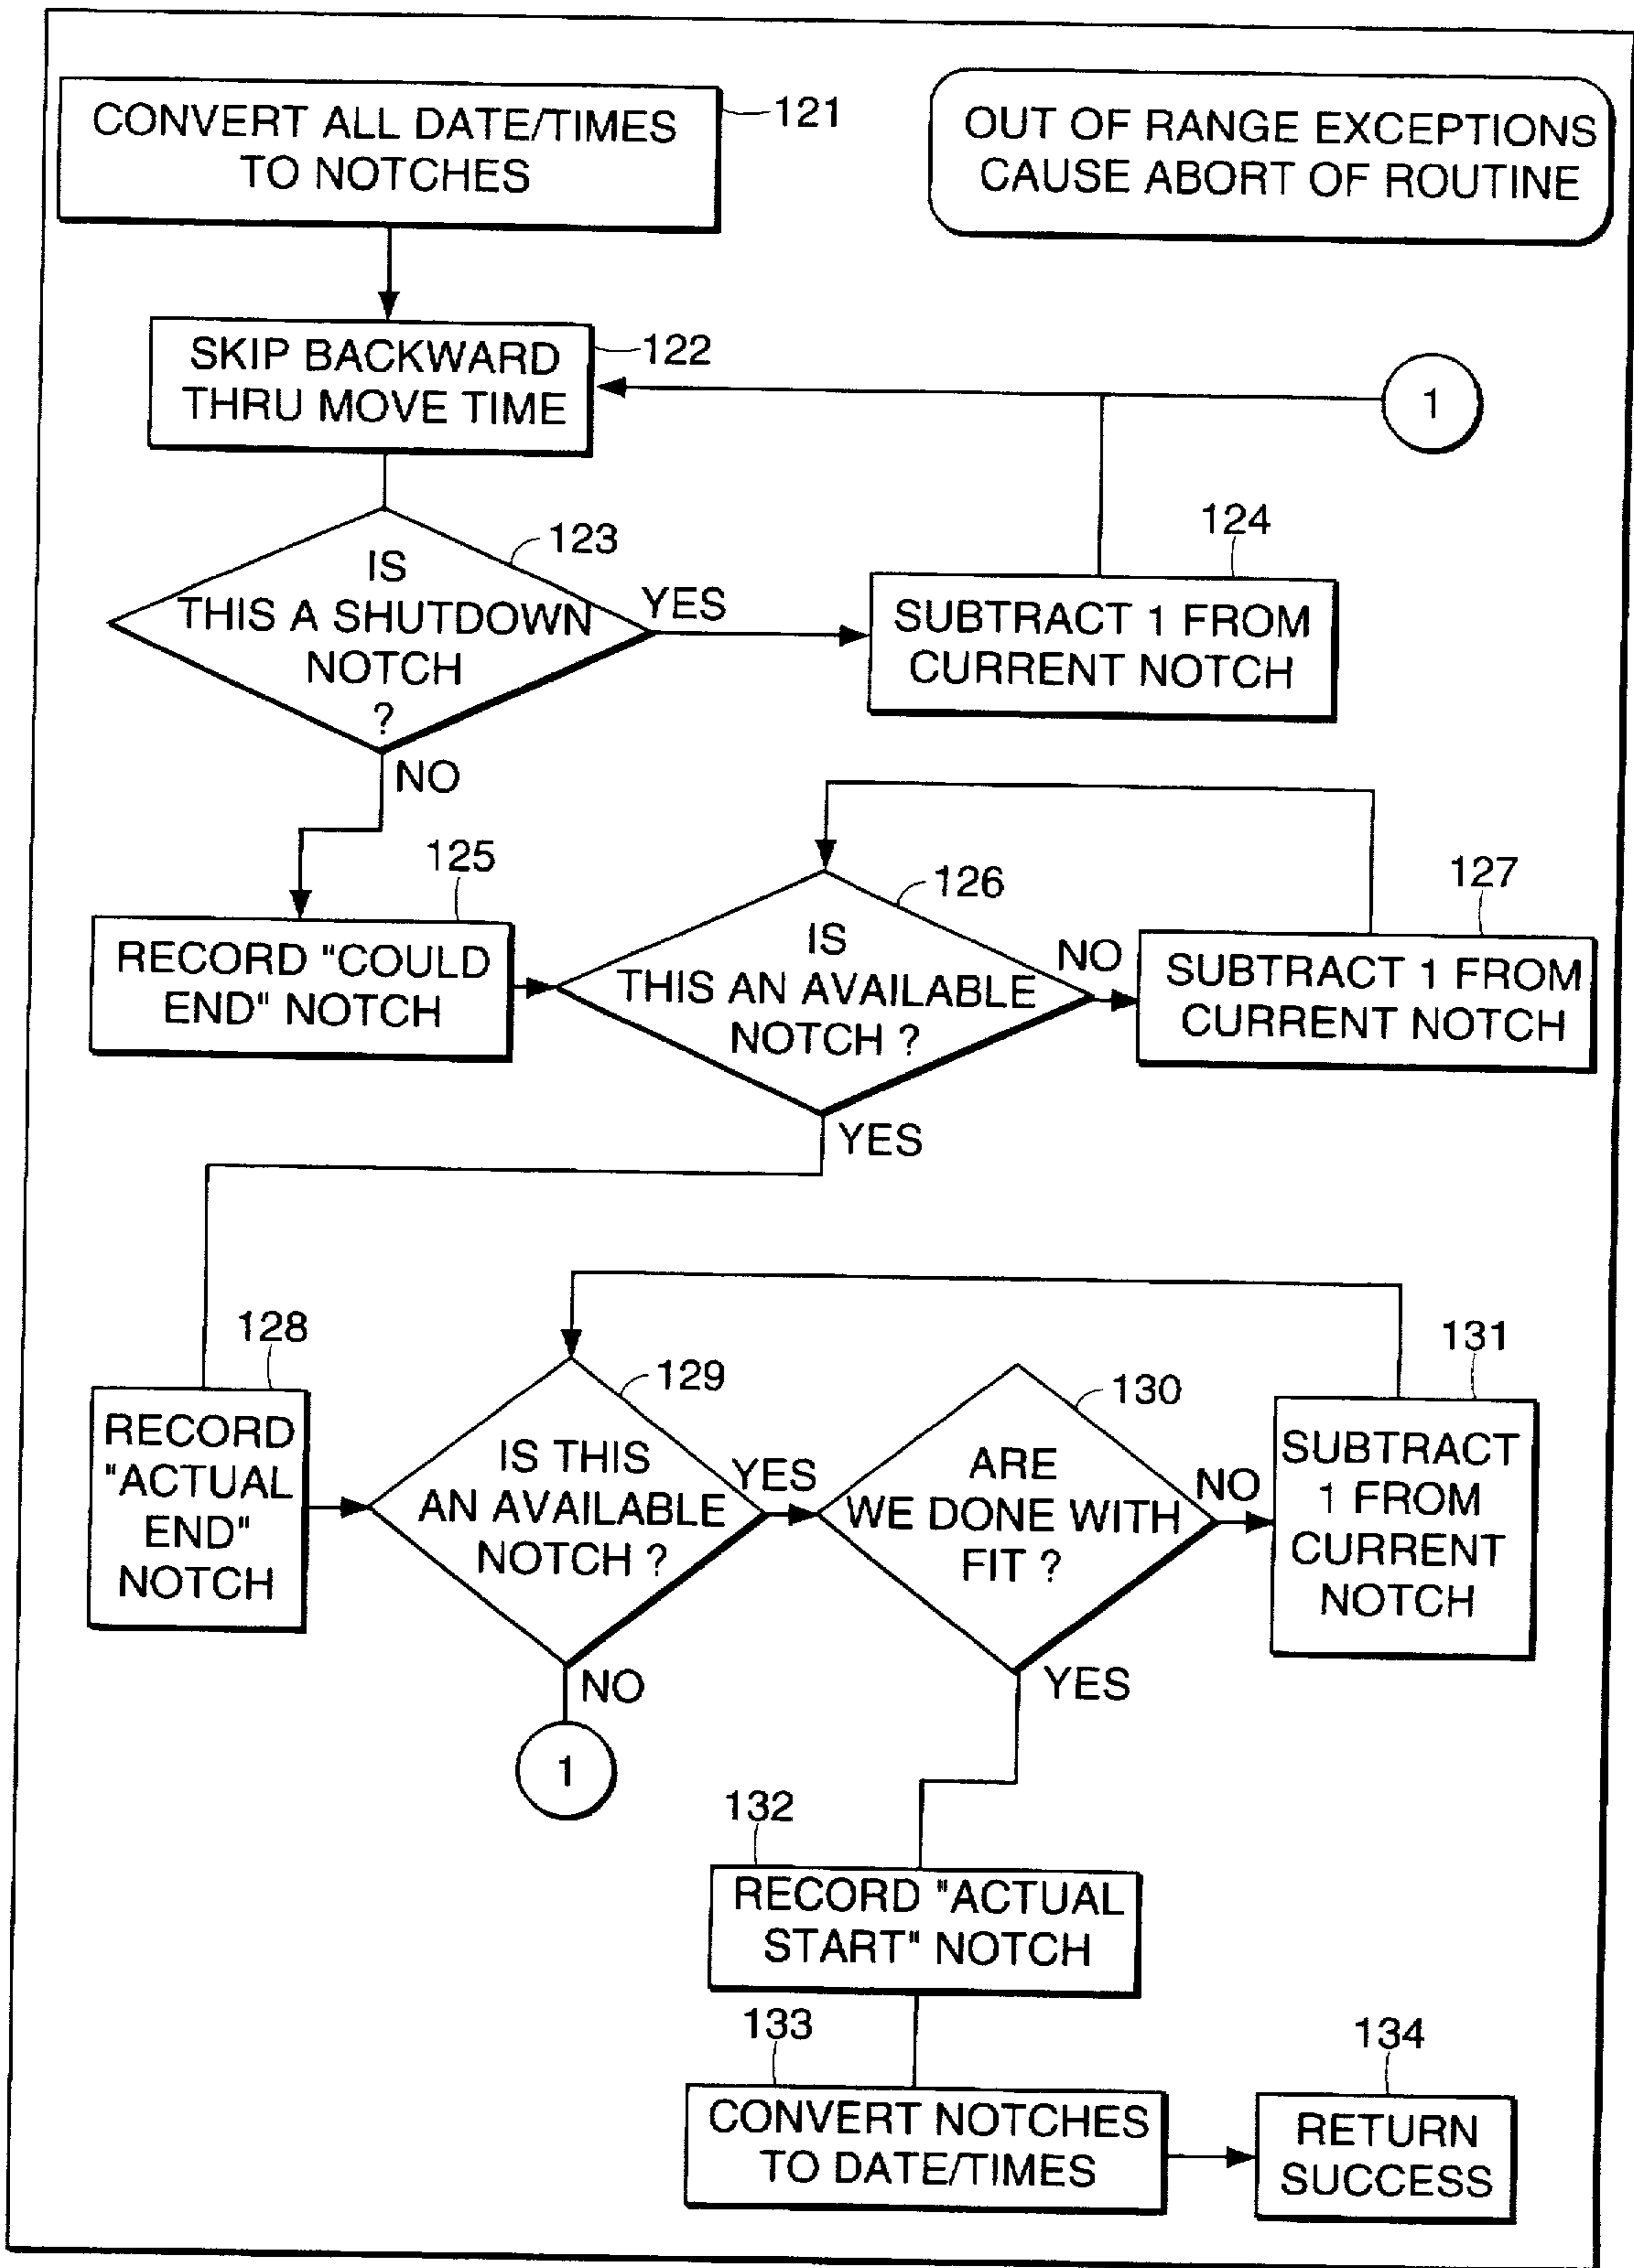 CONVERT ALL DATE/TIMES
TO NOTCHES
121
OUT OF RANGE EXCEPTIONS
CAUSE ABORT OF ROUTINE
SKIP BACKWARD
THRU MOVE TIME
122
1
IS
THIS A SHUTDOWN
NOTCH
?
123
YES
NO
124
SUBTRACT 1 FROM
CURRENT NOTCH
125
RECORD "COULD
END" NOTCH
126
IS
THIS AN AVAILABLE
NOTCH ?
NO
YES
127
SUBTRACT 1 FROM
CURRENT NOTCH
128
RECORD
"ACTUAL
END"
NOTCH
129
IS THIS
AN AVAILABLE
NOTCH ?
YES
NO
1
130
ARE
WE DONE WITH
FIT ?
NO
YES
131
SUBTRACT
1 FROM
CURRENT
NOTCH
132
RECORD "ACTUAL
START" NOTCH
133
CONVERT NOTCHES
TO DATE/TIMES
134
RETURN
SUCCESS